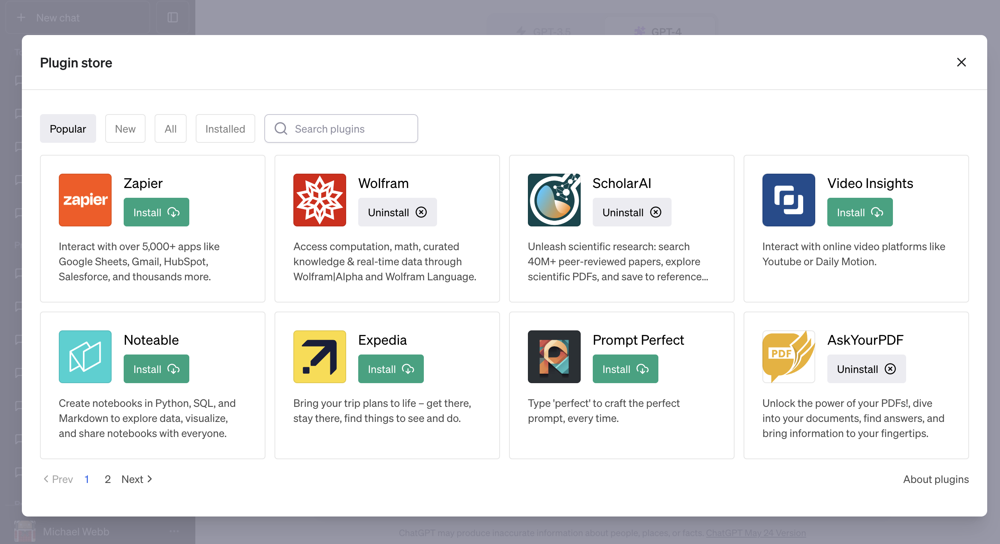 New chat
GPT-3.5
GPT-4
Plugin store
Popular
New
All
Installed
Search plugins
zapier
Zapier
Install
Interact with over 5,000+ apps like
Google Sheets, Gmail, HubSpot,
Salesforce, and thousands more.
Wolfram
Uninstall
Access computation, math, curated
knowledge & real-time data through
Wolfram|Alpha and Wolfram Language.
ScholarAI
Uninstall
Unleash scientific research: search
40M+ peer-reviewed papers, explore
scientific PDFs, and save to reference...
Video Insights
Install
Interact with online video platforms like
Youtube or Daily Motion.
Noteable
Install
Create notebooks in Python, SQL, and
Markdown to explore data, visualize,
and share notebooks with everyone.
Expedia
Install
Bring your trip plans to life – get there,
stay there, find things to see and do.
Prompt Perfect
Install
Type 'perfect' to craft the perfect
prompt, every time.
PDF
AskYourPDF
Uninstall
Unlock the power of your PDFs!, dive
into your documents, find answers, and
bring information to your fingertips.
Prev
1
2
Next
About plugins
Michael Webb
ChatGPT may produce inaccurate information about people, places, or facts. ChatGPT May 24 Version